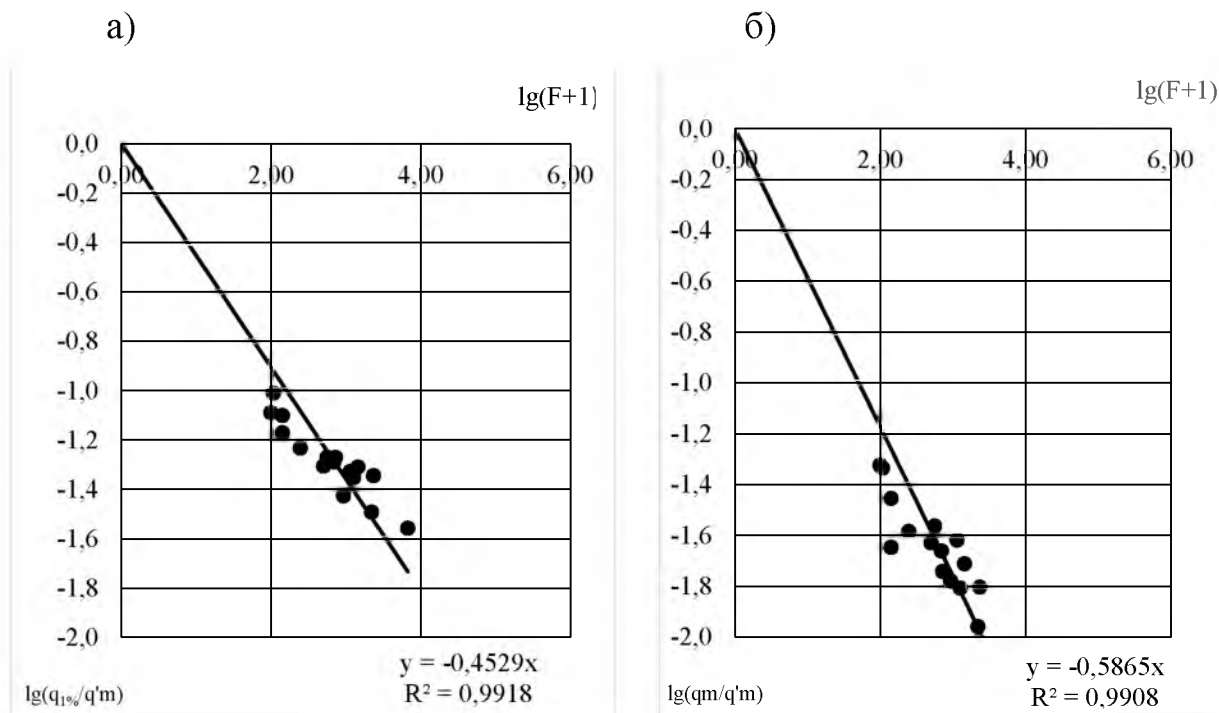 а)
lg(F+1)
0,0
0,00 2,00 4,00 6,00
-0,2
-0,4
-0,6
-0,8
-1,0
-1,2
-1,4
-1,6
-1,8
-2,0
y = -0,4529x
R² = 0,9918
lg(q₁%/q'm)
б)
lg(F+1)
0,0
0,00 2,00 4,00 6,00
-0,2
-0,4
-0,6
-0,8
-1,0
-1,2
-1,4
-1,6
-1,8
-2,0
y = -0,5865x
R² = 0,9908
lg(qm/q'm)